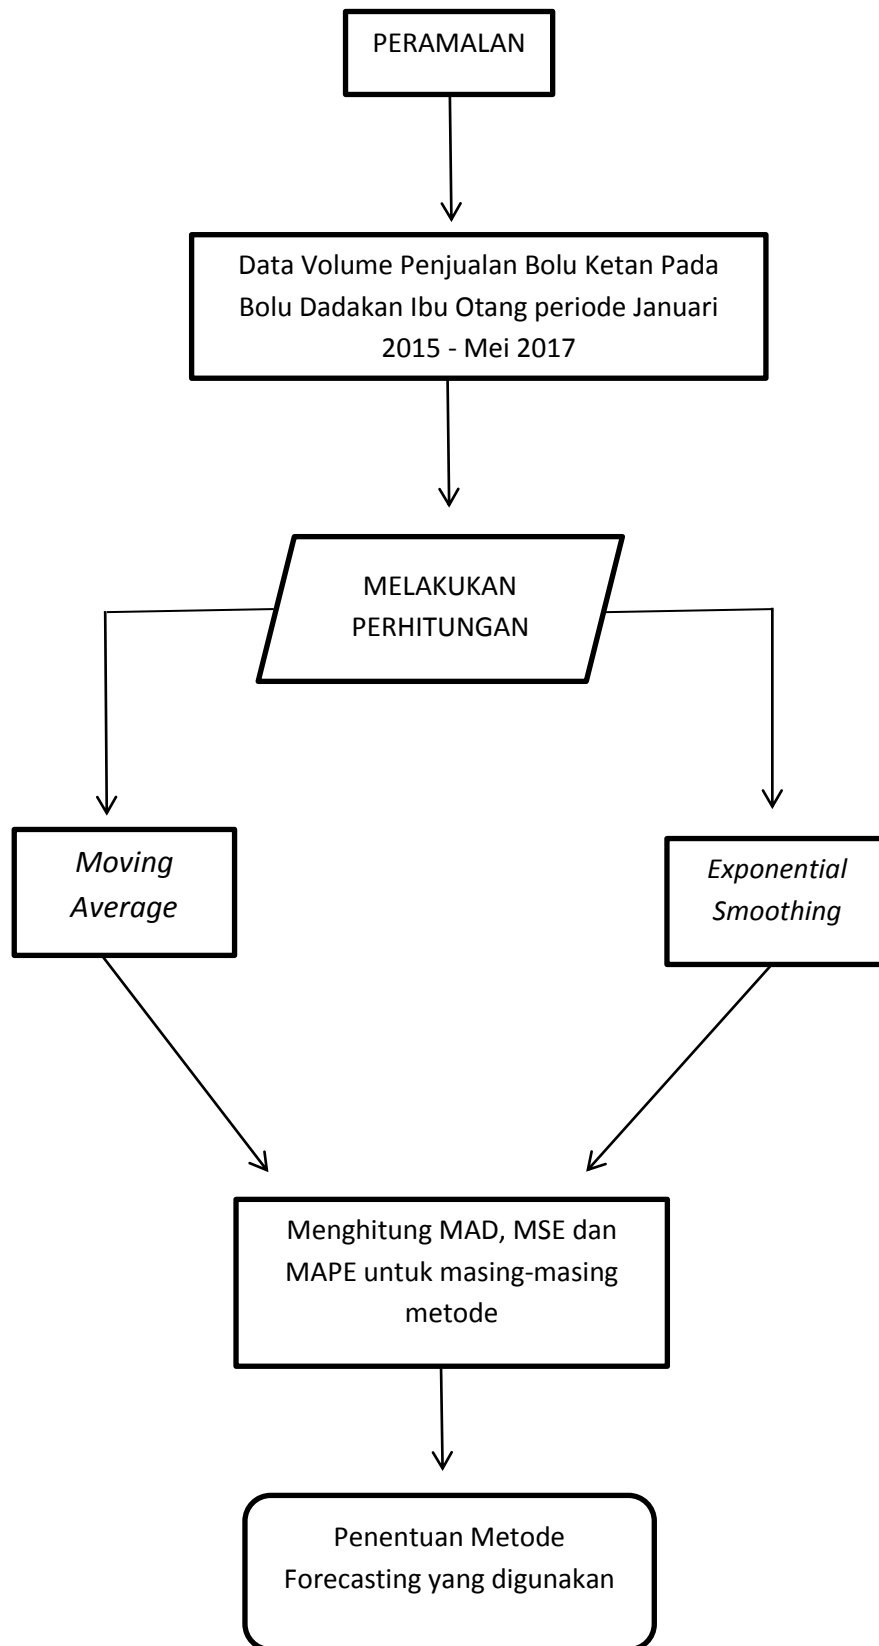 PERAMALAN
Data Volume Penjualan Bolu Ketan Pada
Bolu Dadakan Ibu Otang periode Januari
2015 - Mei 2017
MELAKUKAN
PERHITUNGAN
Moving
Average
Exponential
Smoothing
Menghitung MAD, MSE dan
MAPE untuk masing-masing
metode
Penentuan Metode
Forecasting yang digunakan